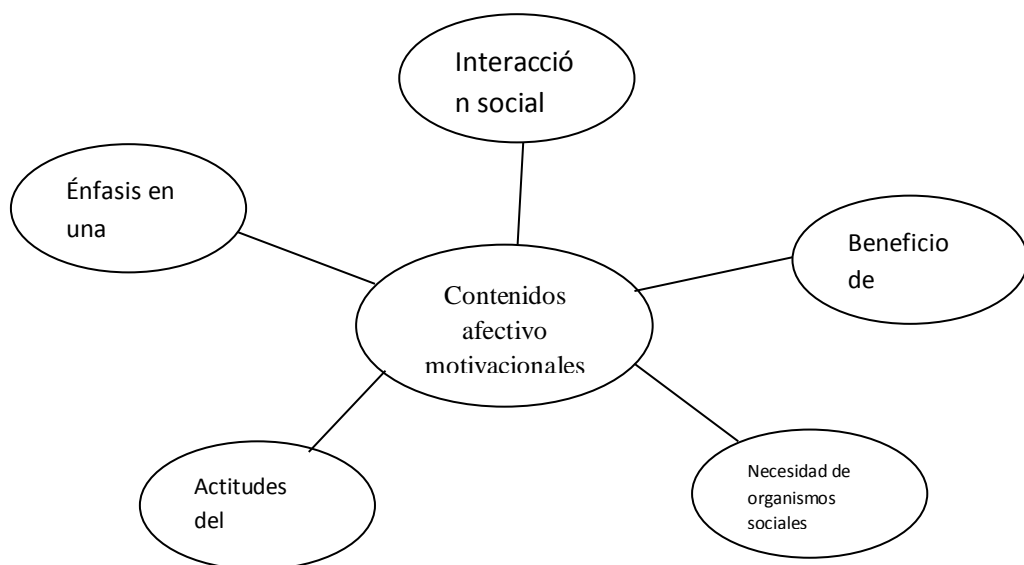 Interacció
n social
Énfasis en
una
Beneficio
de
Contenidos
afectivo
motivacionales
Actitudes
del
Necesidad de
organismos
sociales